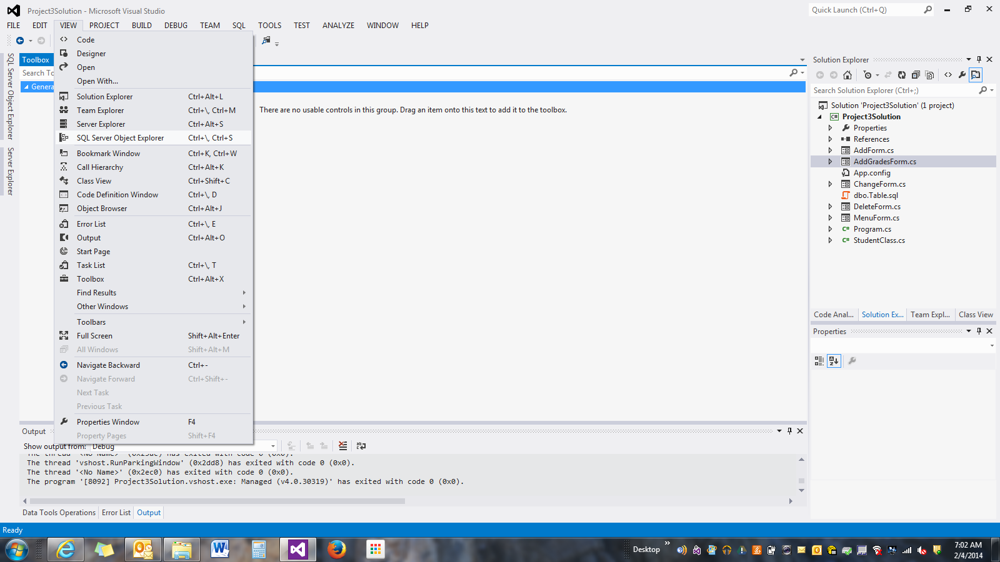 Project3Solution - Microsoft Visual Studio
Quick Launch (Ctrl+Q)
FILE EDIT VIEW PROJECT BUILD DEBUG TEAM SQL TOOLS TEST ANALYZE WINDOW HELP
SQL Server Object Explorer
Server Explorer
Toolbox
Search To
Genera
There are no usable controls in this group. Drag an item onto this text to add it to the toolbox.
Code
Designer
Open
Open With...
Solution Explorer Ctrl+Alt+L
Team Explorer Ctrl+\, Ctrl+M
Server Explorer Ctrl+Alt+S
SQL Server Object Explorer Ctrl+\, Ctrl+S
Bookmark Window Ctrl+K, Ctrl+W
Call Hierarchy Ctrl+Alt+K
Class View Ctrl+Shift+C
Code Definition Window Ctrl+\, D
Object Browser Ctrl+Alt+J
Error List Ctrl+\, E
Output Ctrl+Alt+O
Start Page
Task List Ctrl+\, T
Toolbox Ctrl+Alt+X
Find Results
Other Windows
Toolbars
Full Screen Shift+Alt+Enter
All Windows Shift+Alt+M
Navigate Backward Ctrl+-
Navigate Forward Ctrl+Shift+-
Next Task
Previous Task
Properties Window F4
Property Pages Shift+F4
Solution Explorer
Search Solution Explorer (Ctrl+;)
Solution 'Project3Solution' (1 project)
Project3Solution
Properties
References
AddForm.cs
AddGradesForm.cs
App.config
ChangeForm.cs
dbo.Table.sql
DeleteForm.cs
MenuForm.cs
Program.cs
StudentClass.cs
Code Anal... Solution Ex... Team Expl... Class View
Properties
Output
Show output from: Debug
The thread '<No Name>' has exited with code 0 (0x0).
The thread 'vshost.RunParkingWindow' (0x2dd8) has exited with code 0 (0x0).
The thread '<No Name>' (0x2ec0) has exited with code 0 (0x0).
The program '[8092] Project3Solution.vshost.exe: Managed (v4.0.30319)' has exited with code 0 (0x0).
Data Tools Operations Error List Output
Ready
Desktop
7:02 AM
2/4/2014